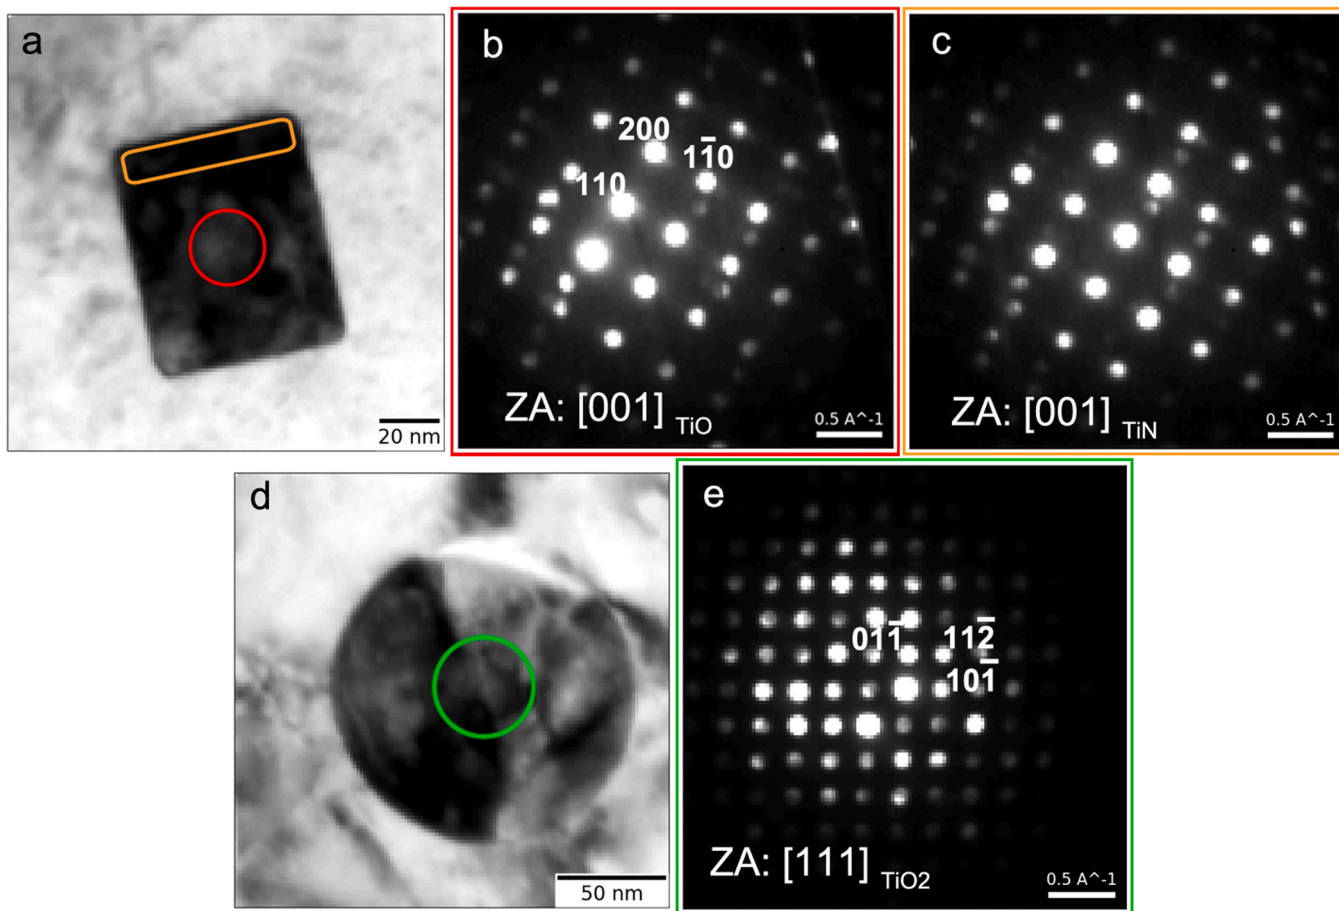 a
20 nm
b
200
11̅0
110
ZA: [001] TiO
0.5 A^-1
c
ZA: [001] TiN
0.5 A^-1
d
50 nm
e
011̅ 112̅
101̅
ZA: [111] TiO2
0.5 A^-1